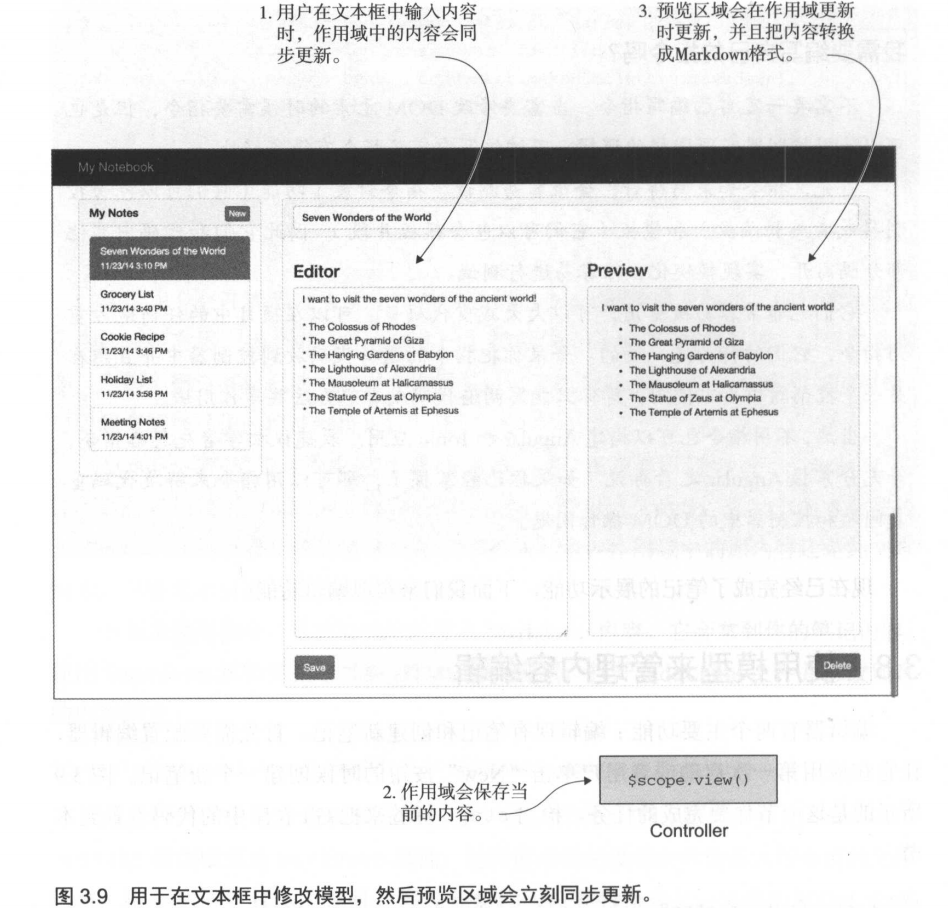 1. 用户在文本框中输入内容
时，作用域中的内容会同
步更新。
3. 预览区域会在作用域更新
时更新，并且把内容转换
成Markdown格式。
My Notebook
My Notes
New
Seven Wonders of the World
11/23/14 3:10 PM
Grocery List
11/23/14 3:40 PM
Cookie Recipe
11/23/14 3:46 PM
Holiday List
11/23/14 3:58 PM
Meeting Notes
11/23/14 4:01 PM
Seven Wonders of the World
Editor
I want to visit the seven wonders of the ancient world!
* The Colossus of Rhodes
* The Great Pyramid of Giza
* The Hanging Gardens of Babylon
* The Lighthouse of Alexandria
* The Mausoleum at Halicarnassus
* The Statue of Zeus at Olympia
* The Temple of Artemis at Ephesus
Preview
I want to visit the seven wonders of the ancient world!
• The Colossus of Rhodes
• The Great Pyramid of Giza
• The Hanging Gardens of Babylon
• The Lighthouse of Alexandria
• The Mausoleum at Halicarnassus
• The Statue of Zeus at Olympia
• The Temple of Artemis at Ephesus
Save
Delete
2. 作用域会保存当
前的内容。
$scope.view()
Controller
图 3.9 用于在文本框中修改模型，然后预览区域会立刻同步更新。